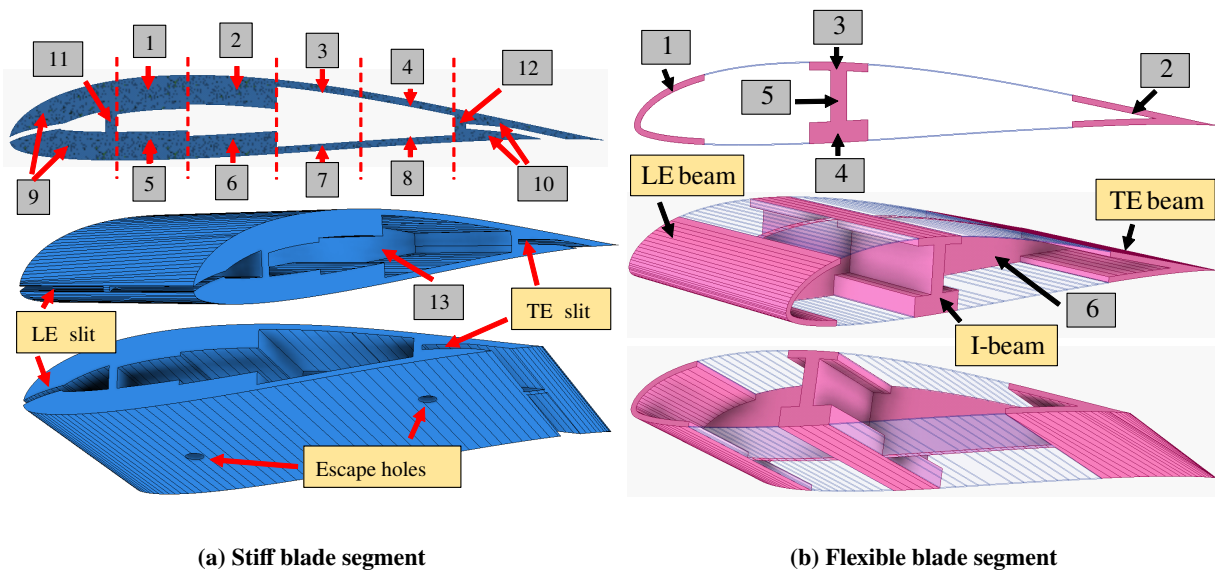 1
2
3
4
11
12
9
5
6
7
8
10
13
LE slit
TE slit
Escape holes
(a) Stiff blade segment
3
1
2
5
4
LE beam
TE beam
6
I-beam
(b) Flexible blade segment